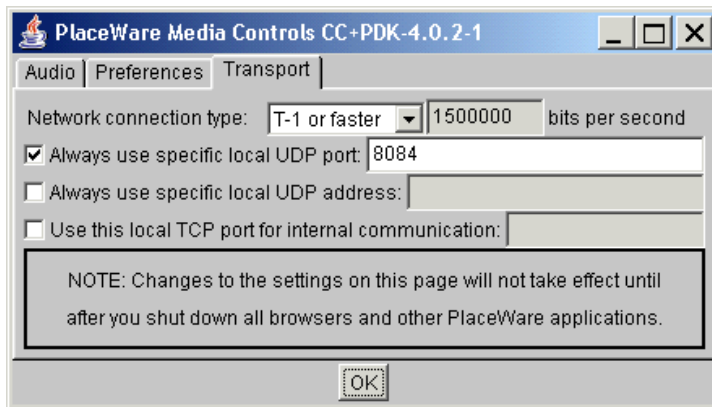 PlaceWare Media Controls CC+PDK-4.0.2-1
Audio Preferences Transport
Network connection type: T-1 or faster 1500000 bits per second
Always use specific local UDP port: 8084
Always use specific local UDP address:
Use this local TCP port for internal communication:
NOTE: Changes to the settings on this page will not take effect until
after you shut down all browsers and other PlaceWare applications.
OK